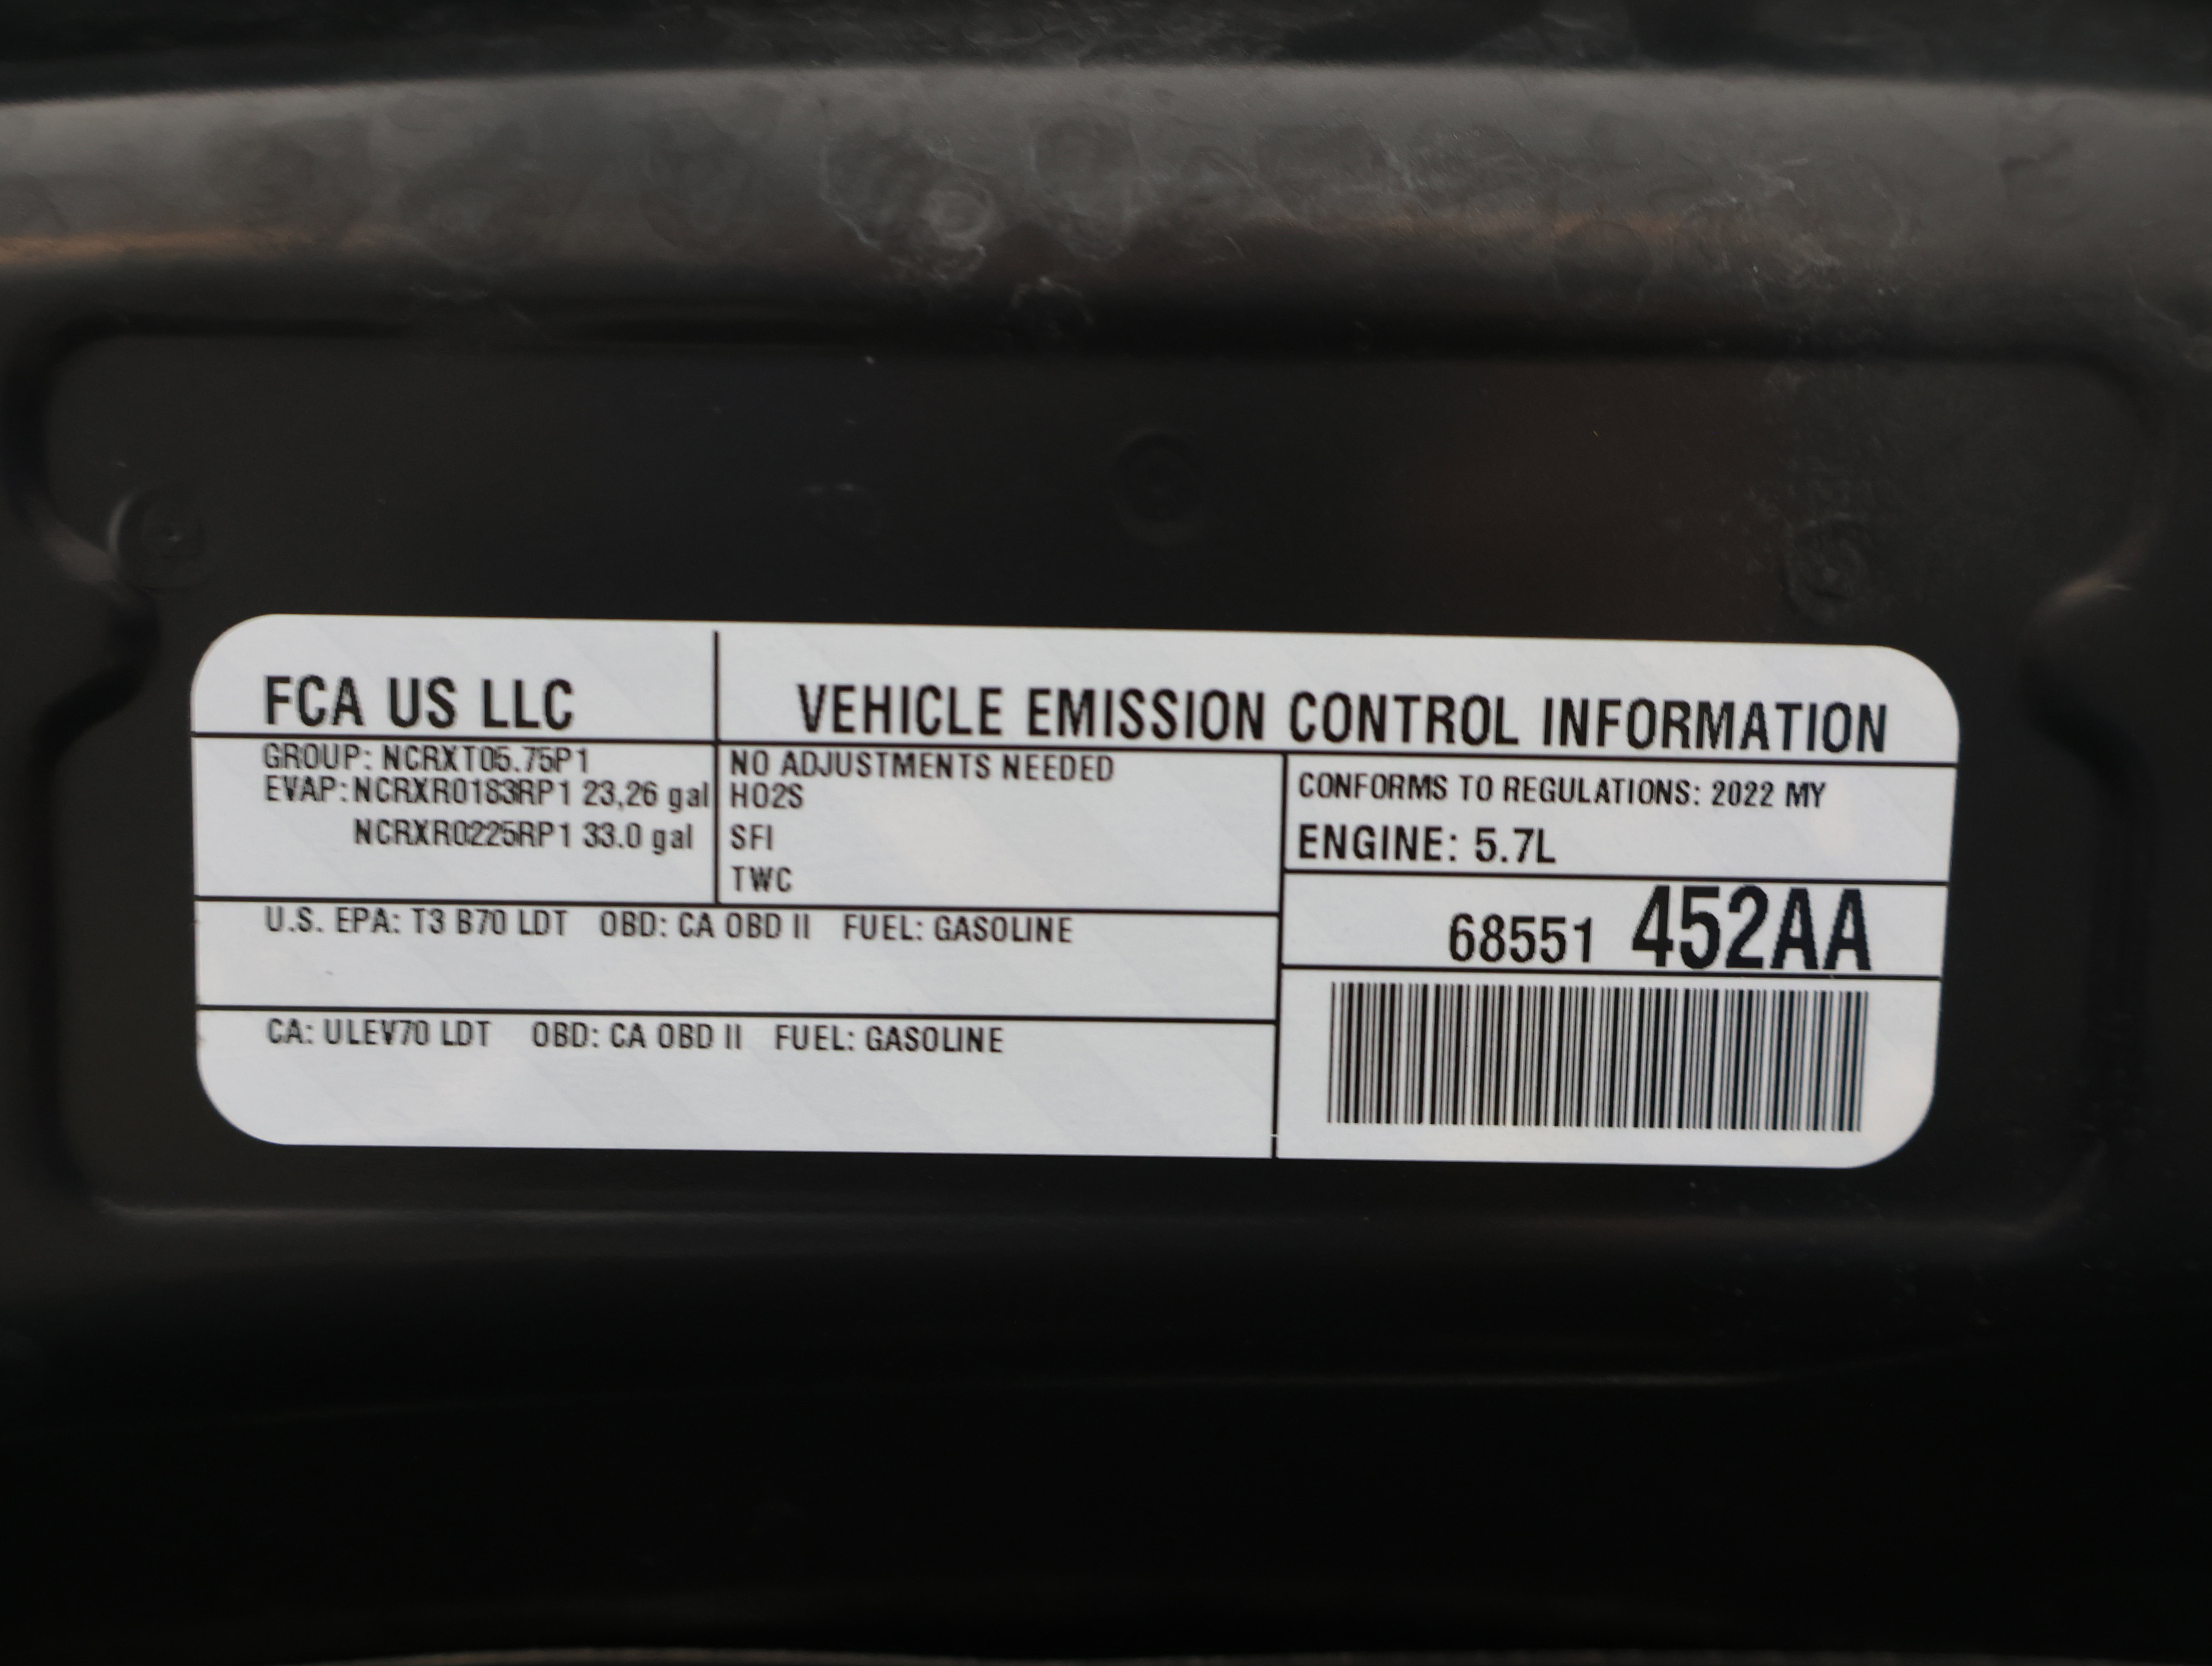 FCA US LLC
VEHICLE EMISSION CONTROL INFORMATION
GROUP: NCRXT05.75P1
EVAP: NCRXR0183RP1 23,26 gal
NCRXR0225RP1 33.0 gal
NO ADJUSTMENTS NEEDED
HO2S
SFI
TWC
CONFORMS TO REGULATIONS: 2022 MY
ENGINE: 5.7L
U.S. EPA: T3 B70 LDT OBD: CA OBD II FUEL: GASOLINE
68551 452AA
CA: ULEV70 LDT OBD: CA OBD II FUEL: GASOLINE